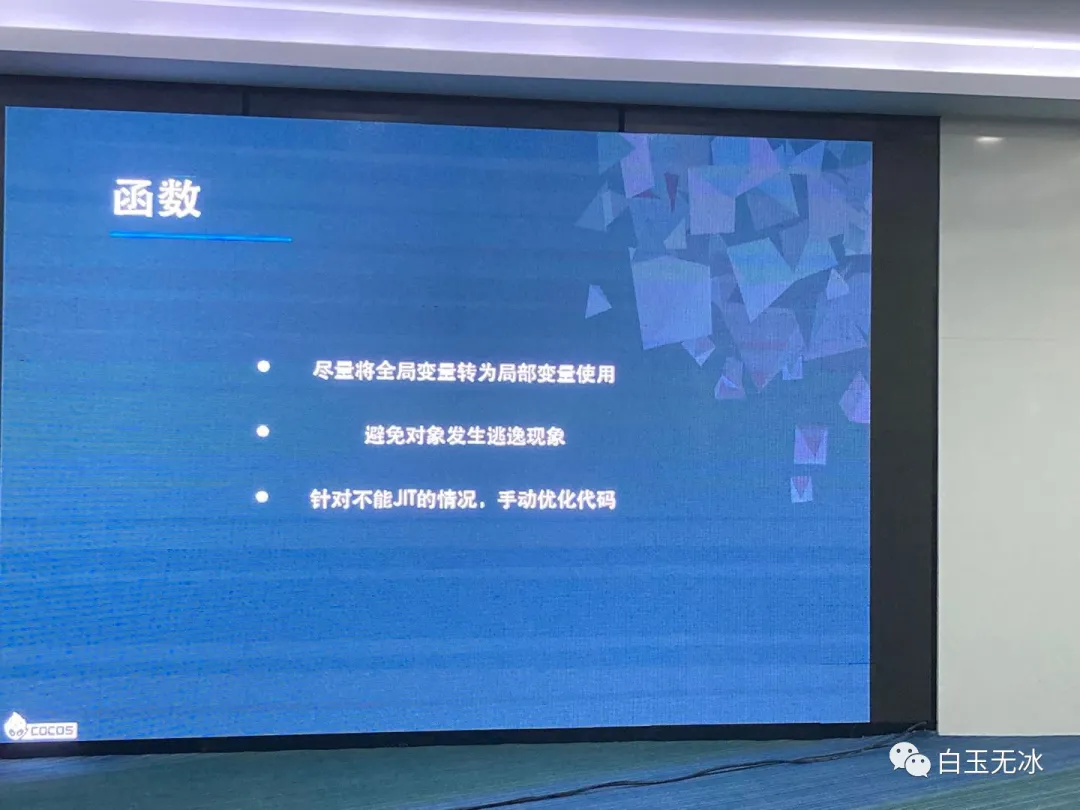 函数
尽量将全局变量转为局部变量使用
避免对象发生逃逸现象
针对不能JIT的情况，手动优化代码
COCOS
白玉无冰